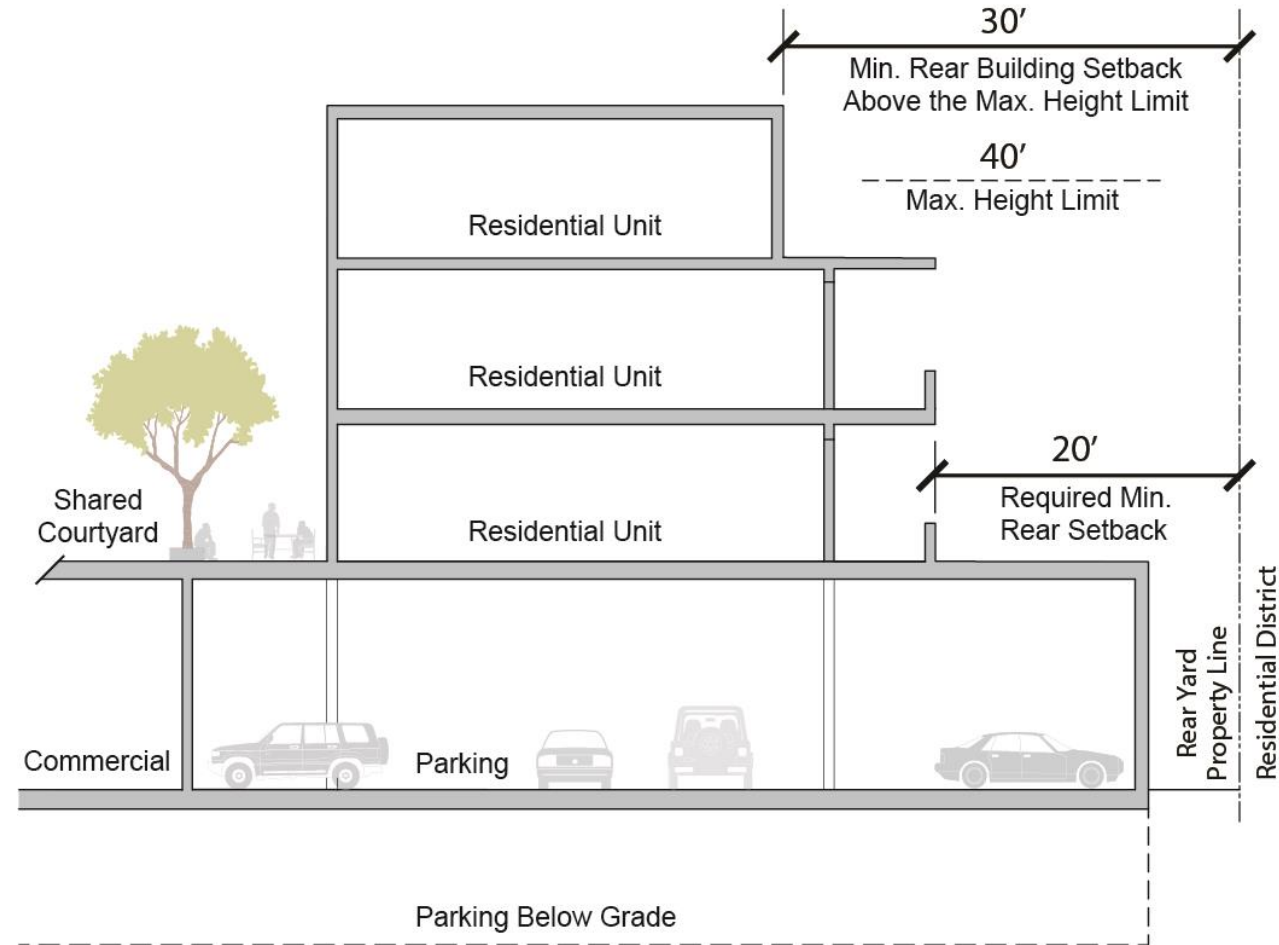 30′
Min. Rear Building Setback
Above the Max. Height Limit
40′
Max. Height Limit
Residential Unit
Residential Unit
20′
Required Min.
Rear Setback
Shared
Courtyard
Residential Unit
Rear Yard
Property Line
Residential District
Commercial
Parking
Parking Below Grade